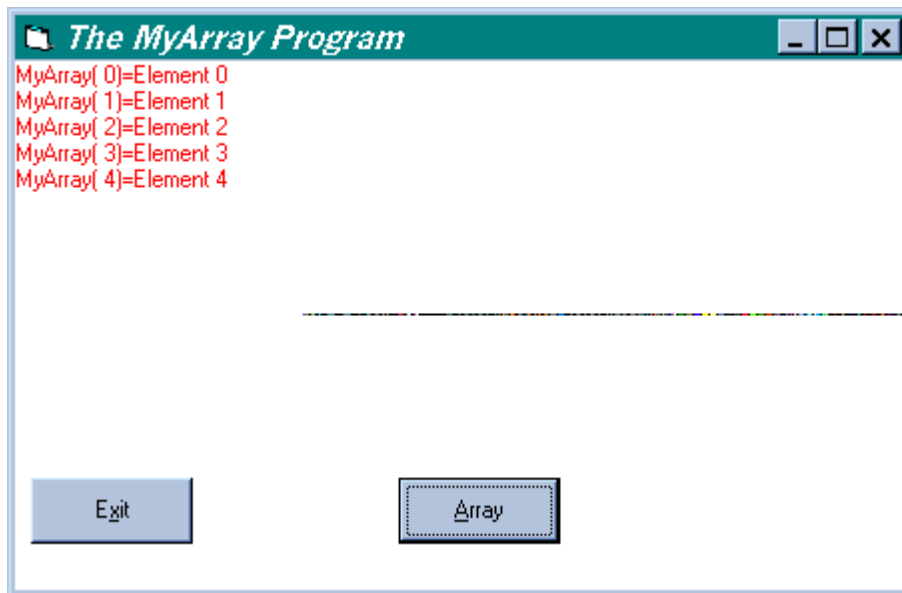 The MyArray Program
MyArray( 0)=Element 0
MyArray( 1)=Element 1
MyArray( 2)=Element 2
MyArray( 3)=Element 3
MyArray( 4)=Element 4
Exit
Array